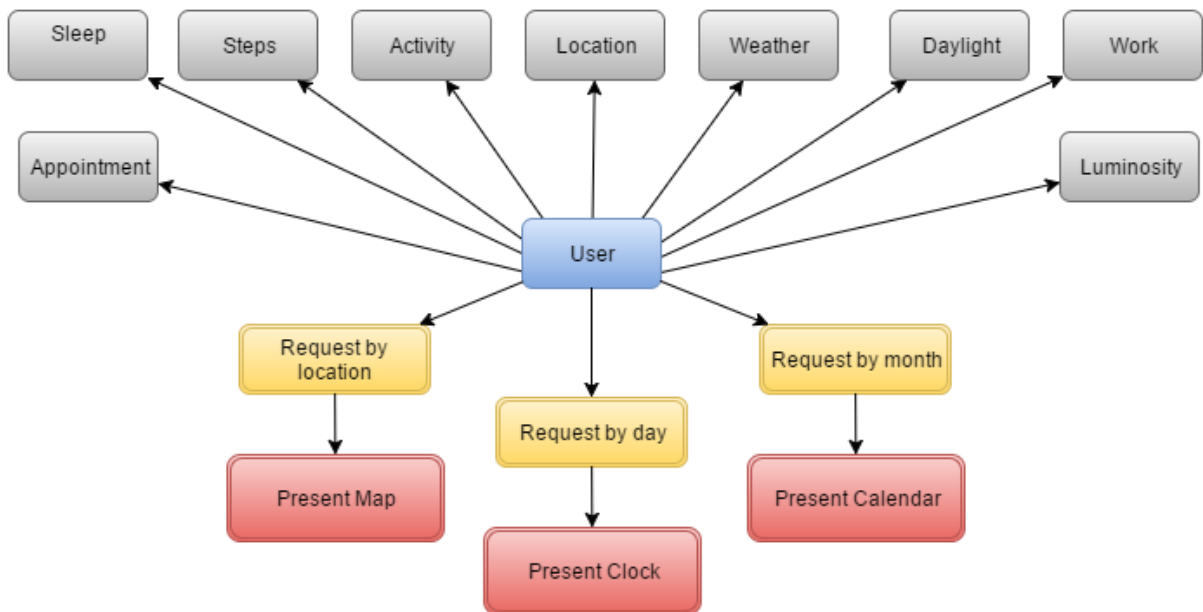 Sleep
Steps
Activity
Location
Weather
Daylight
Work
Appointment
Luminosity
User
Request by
location
Request by day
Request by month
Present Map
Present Clock
Present Calendar